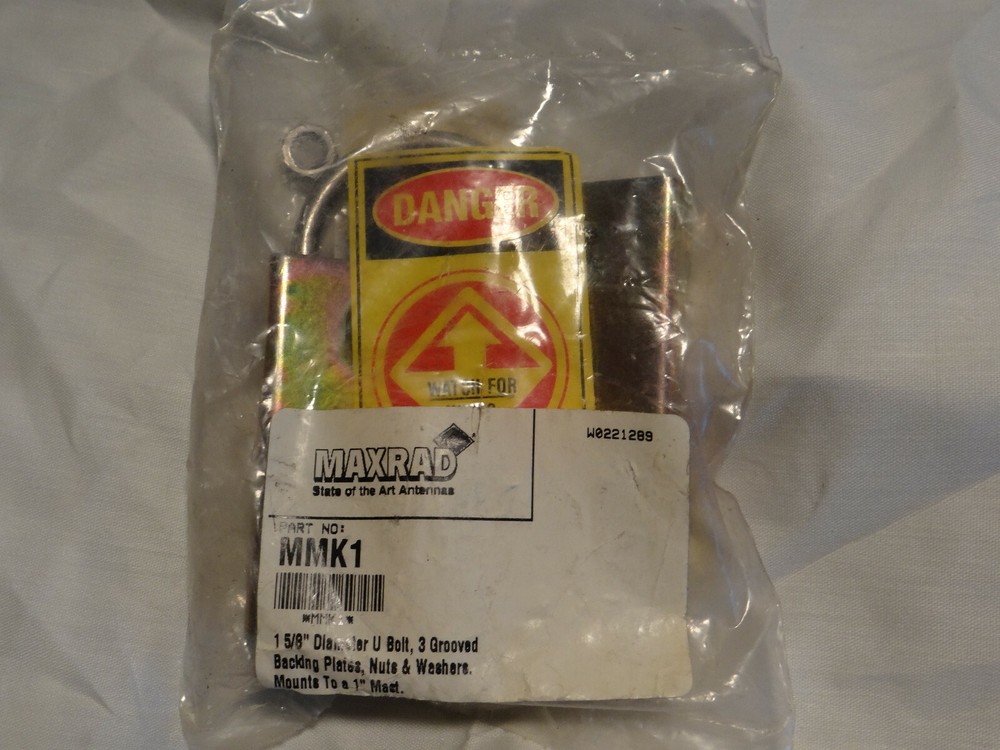 DANGER
WATCH FOR
MAXRAD
State of the Art Antennas
W0221289
PART NO:
MMK1
*MMK1*
1 5/8" Diameter U Bolt, 3 Grooved
Backing Plates, Nuts & Washers.
Mounts To a 1" Mast.